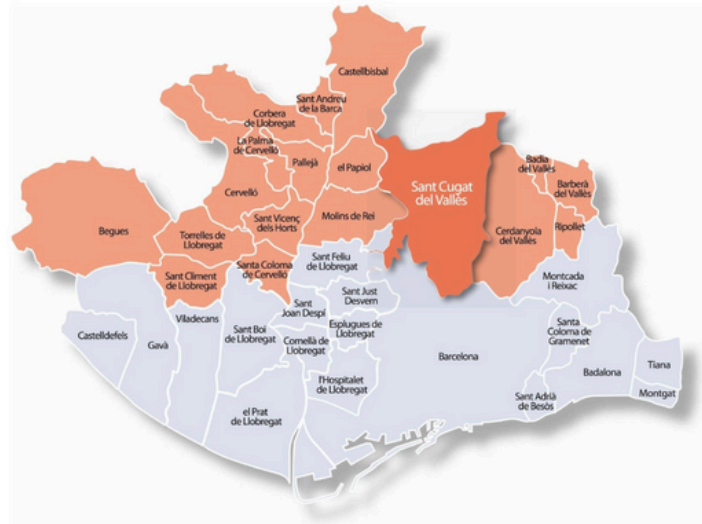 Castellbisbal
Sant Andreu
de la Barca
Corbera
de Llobregat
La Palma
de Cervelló
Pallejà
el Papiol
Sant Cugat
del Vallès
Badia
del Vallès
Barberà
del Vallès
Cervelló
Sant Vicenç
dels Horts
Molins de Rei
Begues
Torrelles de
Llobregat
Cerdanyola
del Vallès
Ripollet
Sant Climent
de Llobregat
Santa Coloma
de Cervelló
Sant Feliu
de Llobregat
Montcada
i Reixac
Sant Just
Desvern
Castelldefels
Gavà
Viladecans
Sant Boi
de Llobregat
Sant
Joan Despí
Cornellà de
Llobregat
Esplugues de
Llobregat
Barcelona
Santa
Coloma de
Gramenet
Badalona
Tiana
Montgat
l'Hospitalet
de Llobregat
Sant Adrià
de Besòs
el Prat
de Llobregat